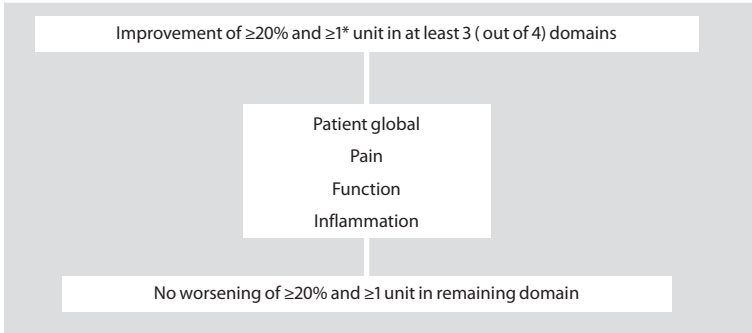 Improvement of ≥20% and ≥1* unit in at least 3 ( out of 4) domains
Patient global
Pain
Function
Inflammation
No worsening of ≥20% and ≥1 unit in remaining domain